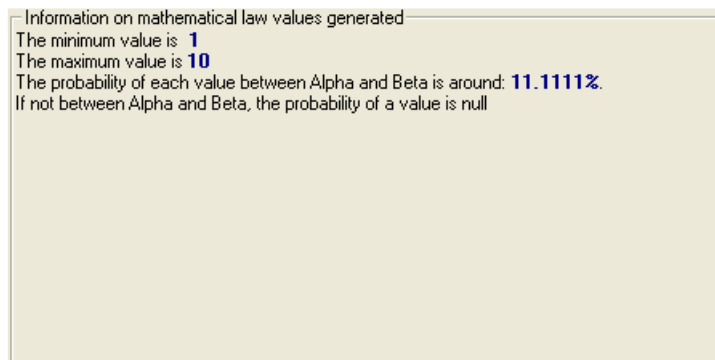 Information on mathematical law values generated
The minimum value is 1
The maximum value is 10
The probability of each value between Alpha and Beta is around: 11.1111%.
If not between Alpha and Beta, the probability of a value is null